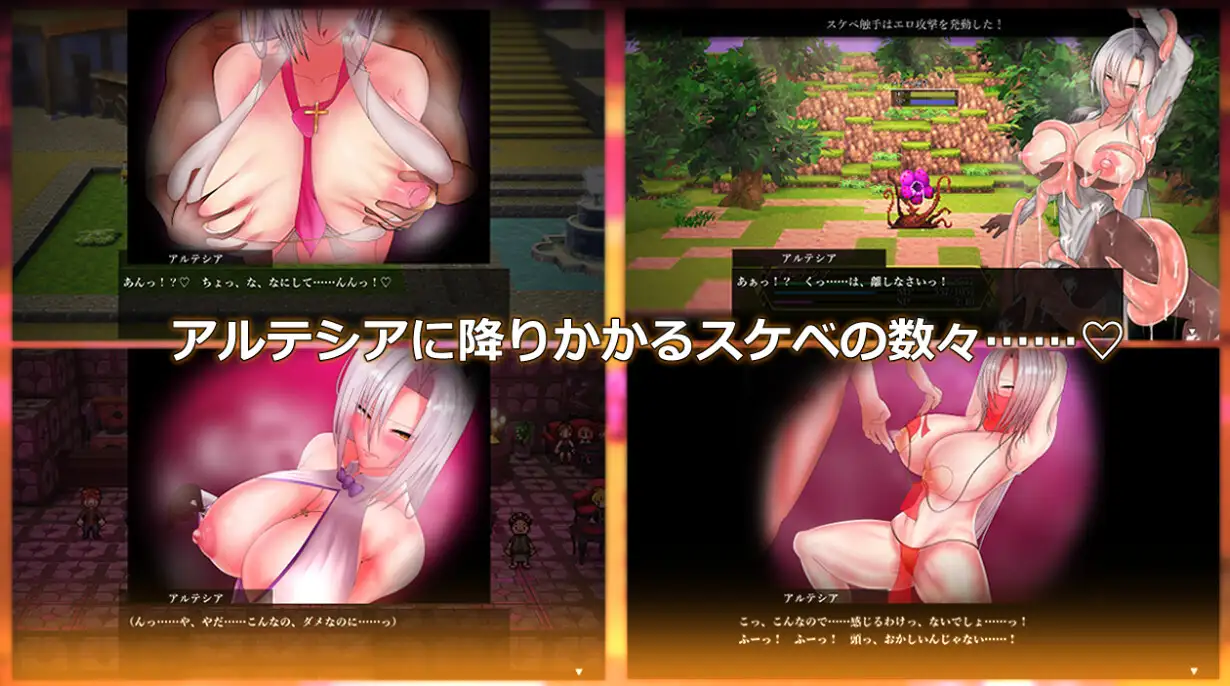 アルテシア
あんっ！？♡　ちょっ、な、なにして……んんっ！♡
スケベ触手はエロ攻撃を発動した！
アルテシア
あぁっ！？　くっ……は、離しなさいっ！
アルテシアに降りかかるスケベの数々……♡
アルテシア
（んっ……や、やだ……こんなの、ダメなのに……っ）
アルテシア
こっ、こんなので……感じるわけっ、ないでしょ……っ！
ふーっ！　ふーっ！　頭っ、おかしいんじゃない……！